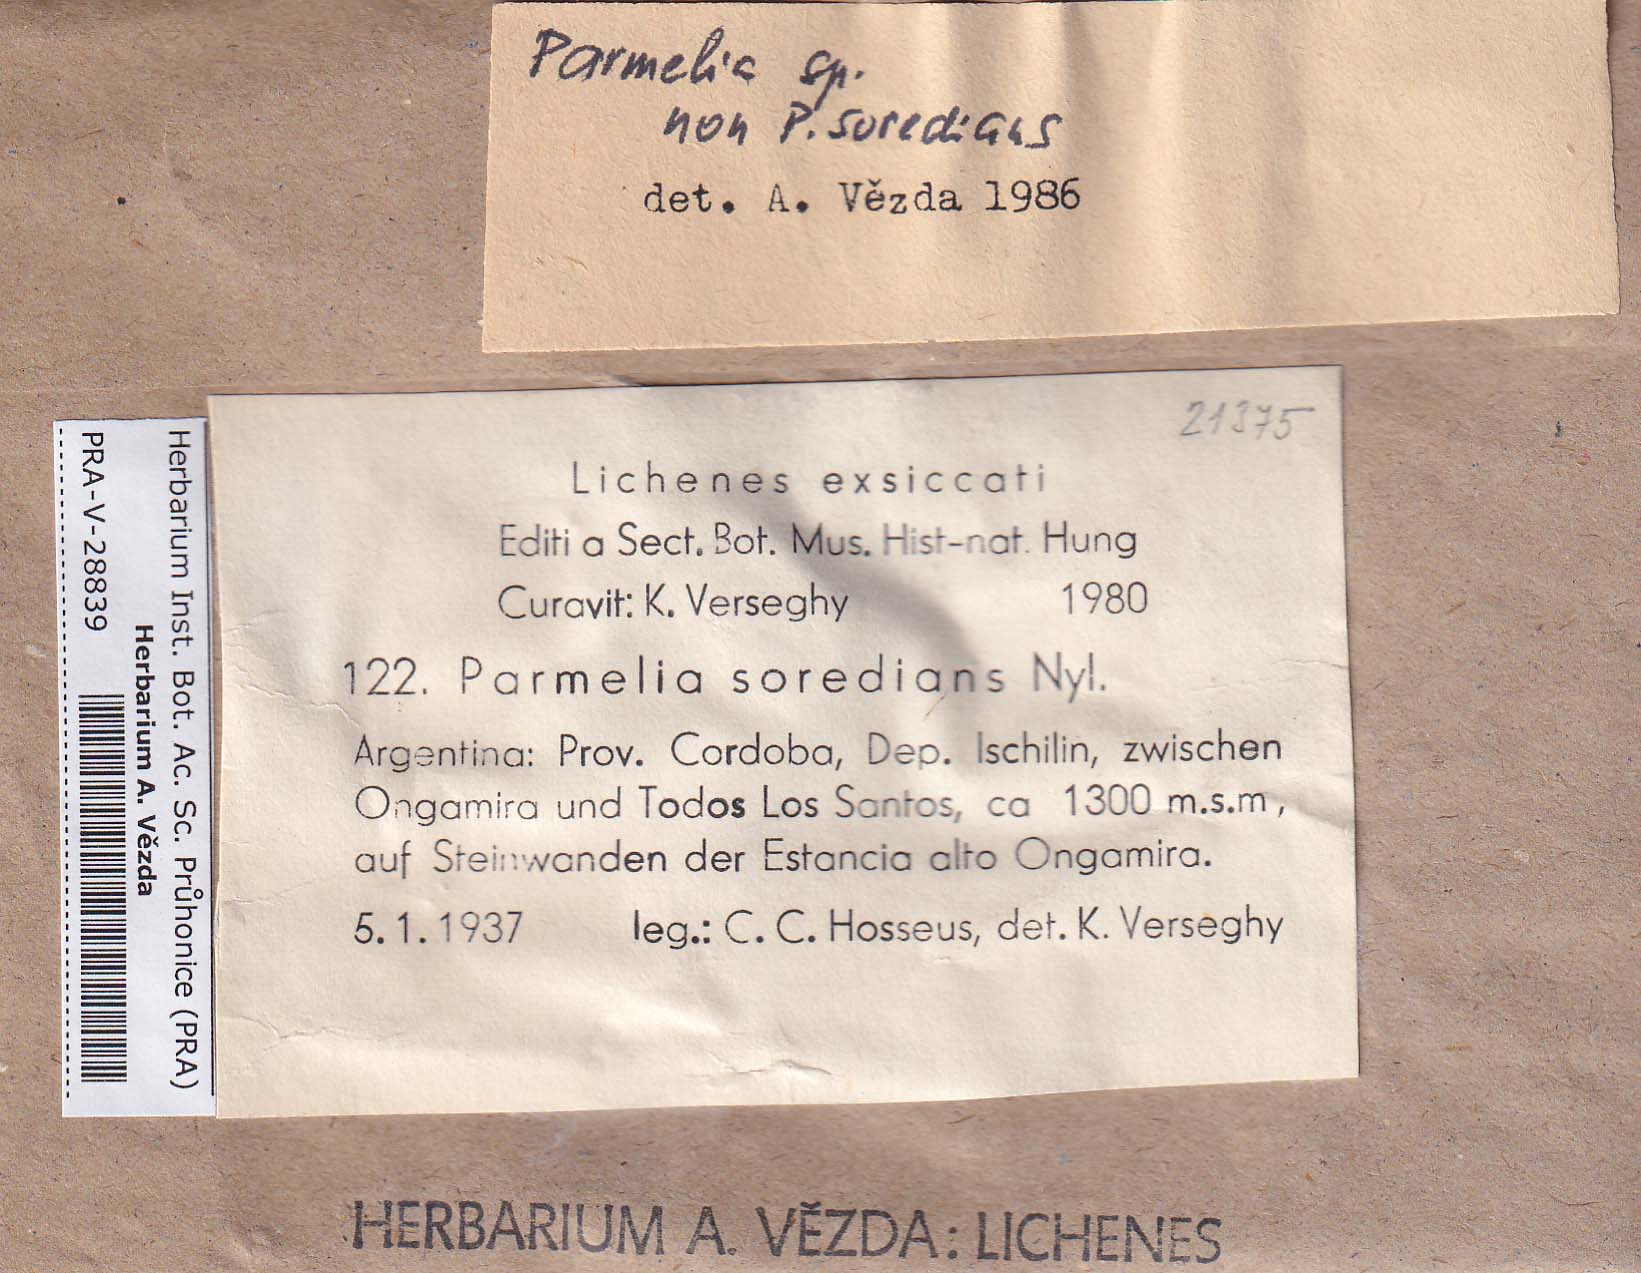 Parmelia sp.
non P. soredians
det. A. Vězda 1986
21375
Lichenes exsiccati
Editi a Sect. Bot. Mus. Hist-nat. Hung
Curavit: K. Verseghy 1980
122. Parmelia soredians Nyl.
Argentina: Prov. Cordoba, Dep. Ischilin, zwischen
Ongamira und Todos Los Santos, ca 1300 m.s.m,
auf Steinwanden der Estancia alto Ongamira.
5.1.1937 leg.: C. C. Hosseus, det. K. Verseghy
Herbarium Inst. Bot. Ac. Sc. Průhonice (PRA)
Herbarium A. Vězda
PRA-V-28839
HERBARIUM A. VĚZDA: LICHENES